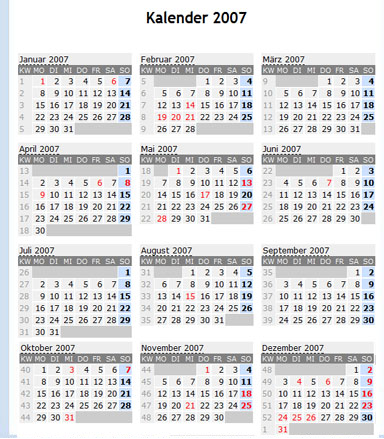 Kalender 2007
Januar 2007
KW MO DI MI DO FR SA SO
1 1 2 3 4 5 6 7
2 8 9 10 11 12 13 14
3 15 16 17 18 19 20 21
4 22 23 24 25 26 27 28
5 29 30 31
Februar 2007
KW MO DI MI DO FR SA SO
5 1 2 3 4
6 5 6 7 8 9 10 11
7 12 13 14 15 16 17 18
8 19 20 21 22 23 24 25
9 26 27 28
März 2007
KW MO DI MI DO FR SA SO
9 1 2 3 4
10 5 6 7 8 9 10 11
11 12 13 14 15 16 17 18
12 19 20 21 22 23 24 25
13 26 27 28 29 30 31
April 2007
KW MO DI MI DO FR SA SO
13 1
14 2 3 4 5 6 7 8
15 9 10 11 12 13 14 15
16 16 17 18 19 20 21 22
17 23 24 25 26 27 28 29
18 30
Mai 2007
KW MO DI MI DO FR SA SO
18 1 2 3 4 5 6
19 7 8 9 10 11 12 13
20 14 15 16 17 18 19 20
21 21 22 23 24 25 26 27
22 28 29 30 31
Juni 2007
KW MO DI MI DO FR SA SO
22 1 2 3
23 4 5 6 7 8 9 10
24 11 12 13 14 15 16 17
25 18 19 20 21 22 23 24
26 25 26 27 28 29 30
Juli 2007
KW MO DI MI DO FR SA SO
26 1
27 2 3 4 5 6 7 8
28 9 10 11 12 13 14 15
29 16 17 18 19 20 21 22
30 23 24 25 26 27 28 29
31 30 31
August 2007
KW MO DI MI DO FR SA SO
31 1 2 3 4 5
32 6 7 8 9 10 11 12
33 13 14 15 16 17 18 19
34 20 21 22 23 24 25 26
35 27 28 29 30 31
September 2007
KW MO DI MI DO FR SA SO
35 1 2
36 3 4 5 6 7 8 9
37 10 11 12 13 14 15 16
38 17 18 19 20 21 22 23
39 24 25 26 27 28 29 30
Oktober 2007
KW MO DI MI DO FR SA SO
40 1 2 3 4 5 6 7
41 8 9 10 11 12 13 14
42 15 16 17 18 19 20 21
43 22 23 24 25 26 27 28
44 29 30 31
November 2007
KW MO DI MI DO FR SA SO
44 1 2 3 4
45 5 6 7 8 9 10 11
46 12 13 14 15 16 17 18
47 19 20 21 22 23 24 25
48 26 27 28 29 30
Dezember 2007
KW MO DI MI DO FR SA SO
48 1 2
49 3 4 5 6 7 8 9
50 10 11 12 13 14 15 16
51 17 18 19 20 21 22 23
52 24 25 26 27 28 29 30
1 31